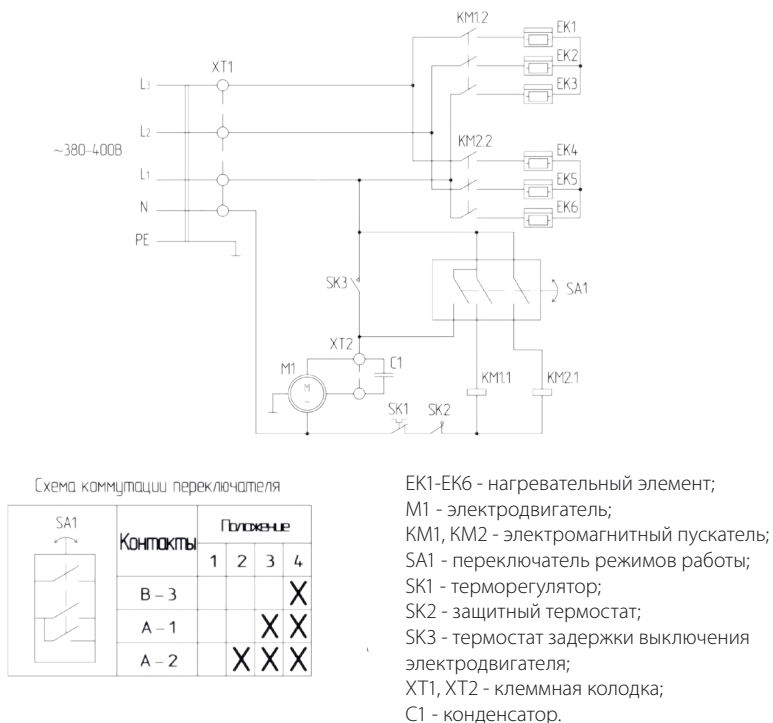 KM1.2
EK1
EK2
EK3
XT1
L3
L2
~380-400В
L1
N
PE
KM2.2
EK4
EK5
EK6
SK3
SA1
XT2
C1
M1
M
~
KM1.1
KM2.1
SK1
SK2
Схема коммутации переключателя
SA1
Контакты
Положение
1 2 3 4
В – 3 X
А – 1 X X
А – 2 X X X
EK1-EK6 - нагревательный элемент;
M1 - электродвигатель;
KM1, KM2 - электромагнитный пускатель;
SA1 - переключатель режимов работы;
SK1 - терморегулятор;
SK2 - защитный термостат;
SK3 - термостат задержки выключения
электродвигателя;
XT1, XT2 - клеммная колодка;
C1 - конденсатор.